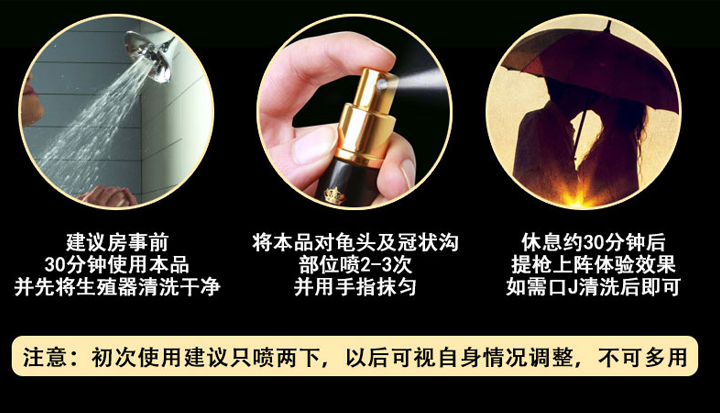 建议房事前
30分钟使用本品
并先将生殖器清洗干净
将本品对龟头及冠状沟
部位喷2-3次
并用手指抹匀
休息约30分钟后
提枪上阵体验效果
如需口J清洗后即可
注意：初次使用建议只喷两下，以后可视自身情况调整，不可多用